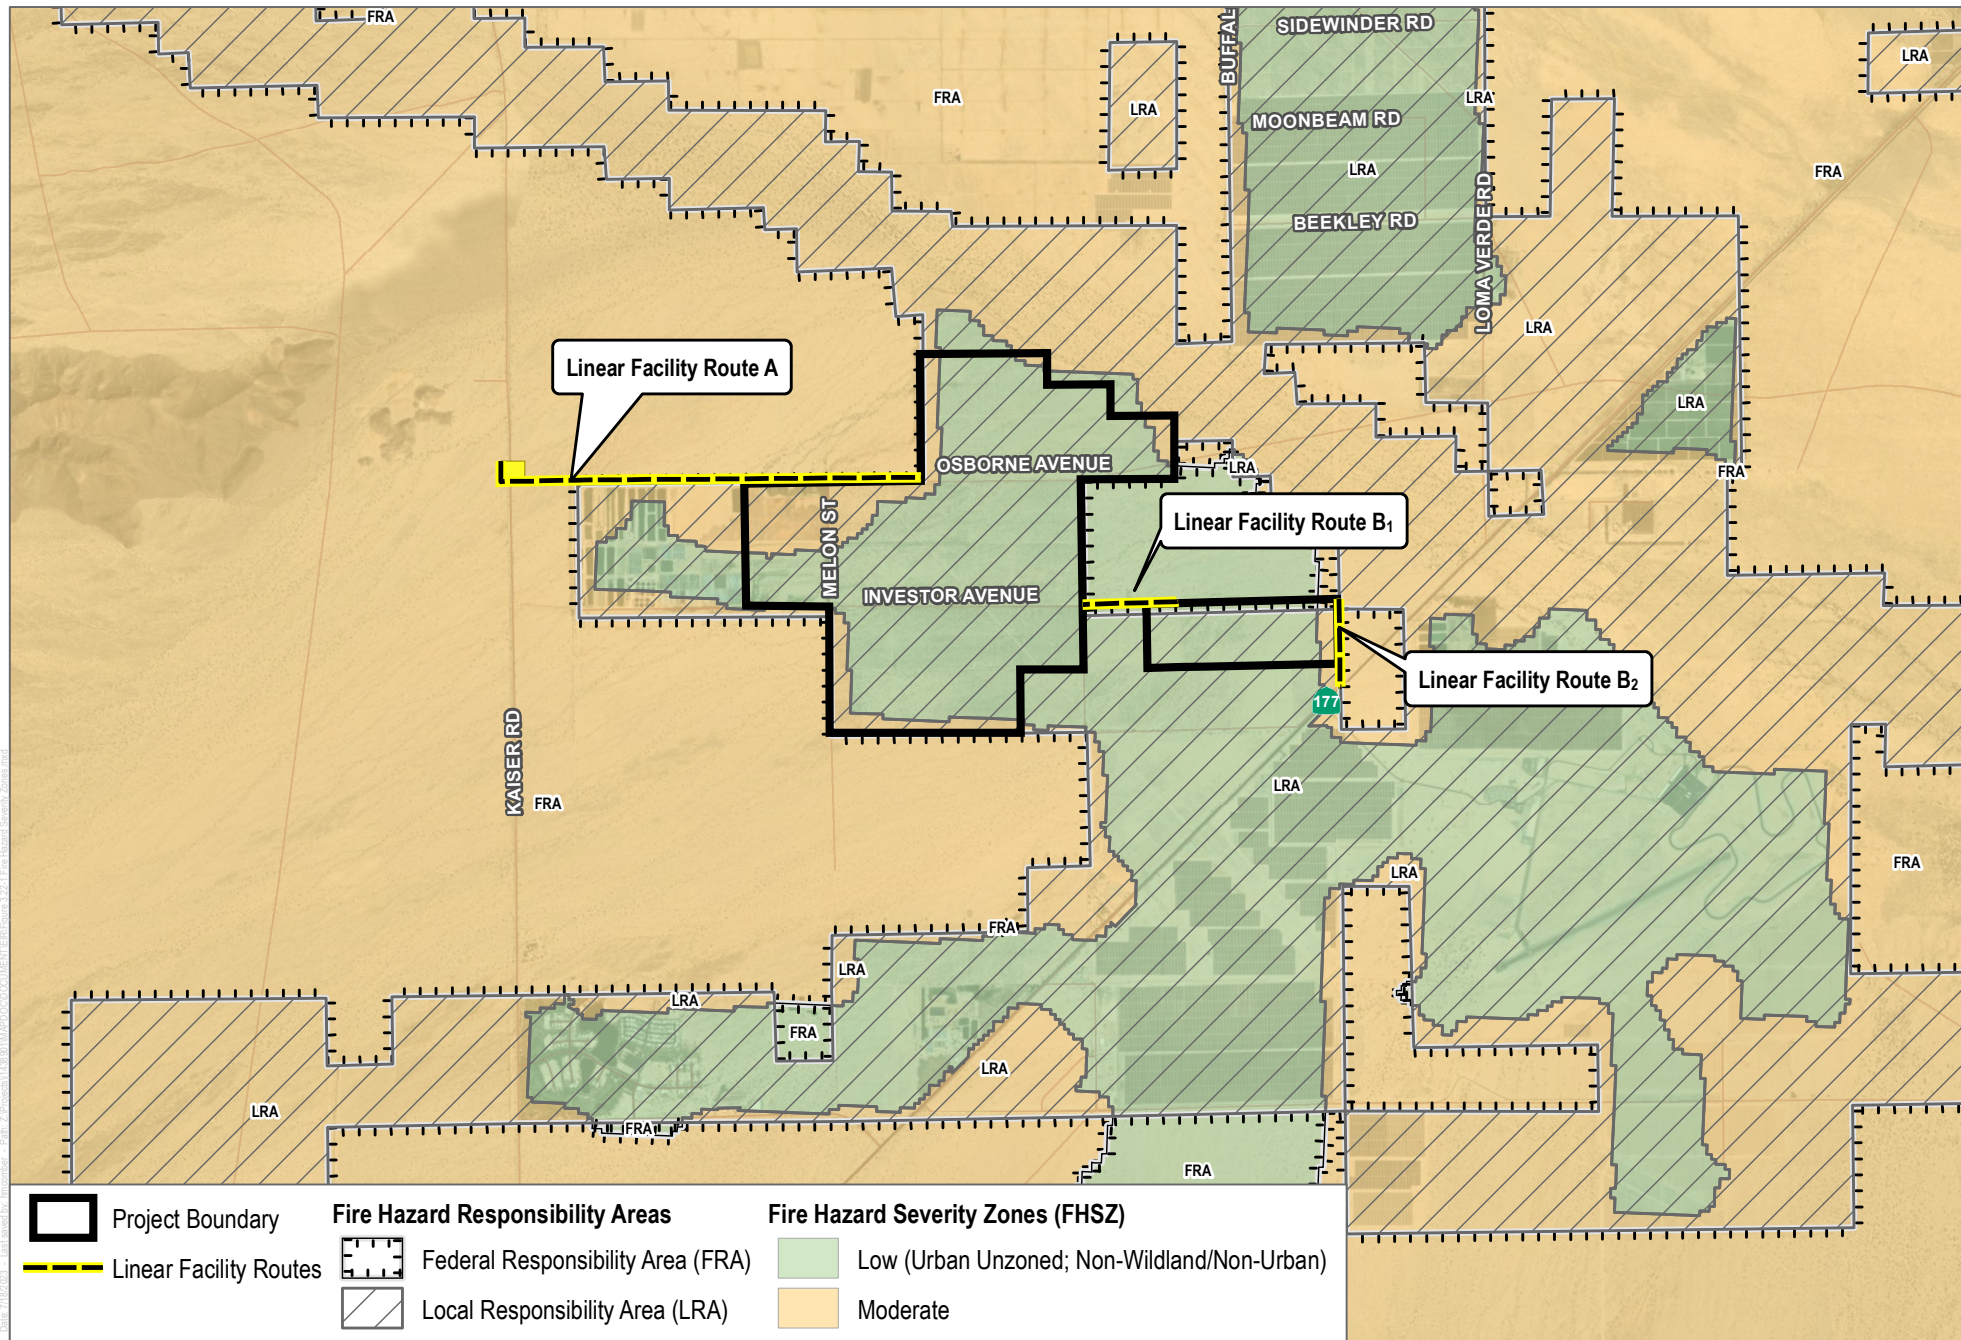 FRA
SIDEWINDER RD
BUFFAL
LRA
FRA
LRA
LRA
MOONBEAM RD
LRA
FRA
BEEKLEY RD
LOMA VERDE RD
LRA
Linear Facility Route A
LRA
OSBORNE AVENUE
LRA
FRA
MELON ST
Linear Facility Route B1
INVESTOR AVENUE
Linear Facility Route B2
177
KAISER RD
FRA
LRA
FRA
LRA
FRA
LRA
LRA
FRA
LRA
LRA
FRA
FRA
Project Boundary
Linear Facility Routes
Fire Hazard Responsibility Areas
Federal Responsibility Area (FRA)
Local Responsibility Area (LRA)
Fire Hazard Severity Zones (FHSZ)
Low (Urban Unzoned; Non-Wildland/Non-Urban)
Moderate